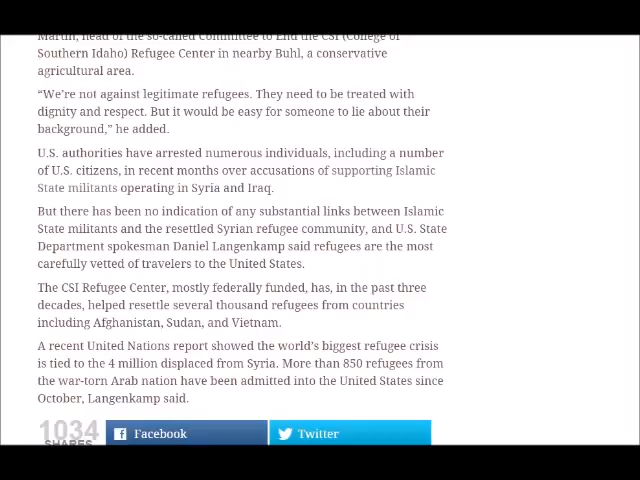 Martin, head of the so-called Committee to End the CSI (College of
Southern Idaho) Refugee Center in nearby Buhl, a conservative
agricultural area.
“We’re not against legitimate refugees. They need to be treated with
dignity and respect. But it would be easy for someone to lie about their
background,” he added.
U.S. authorities have arrested numerous individuals, including a number
of U.S. citizens, in recent months over accusations of supporting Islamic
State militants operating in Syria and Iraq.
But there has been no indication of any substantial links between Islamic
State militants and the resettled Syrian refugee community, and U.S. State
Department spokesman Daniel Langenkamp said refugees are the most
carefully vetted of travelers to the United States.
The CSI Refugee Center, mostly federally funded, has, in the past three
decades, helped resettle several thousand refugees from countries
including Afghanistan, Sudan, and Vietnam.
A recent United Nations report showed the world’s biggest refugee crisis
is tied to the 4 million displaced from Syria. More than 850 refugees from
the war-torn Arab nation have been admitted into the United States since
October, Langenkamp said.
1034
SHARES
Facebook
Twitter